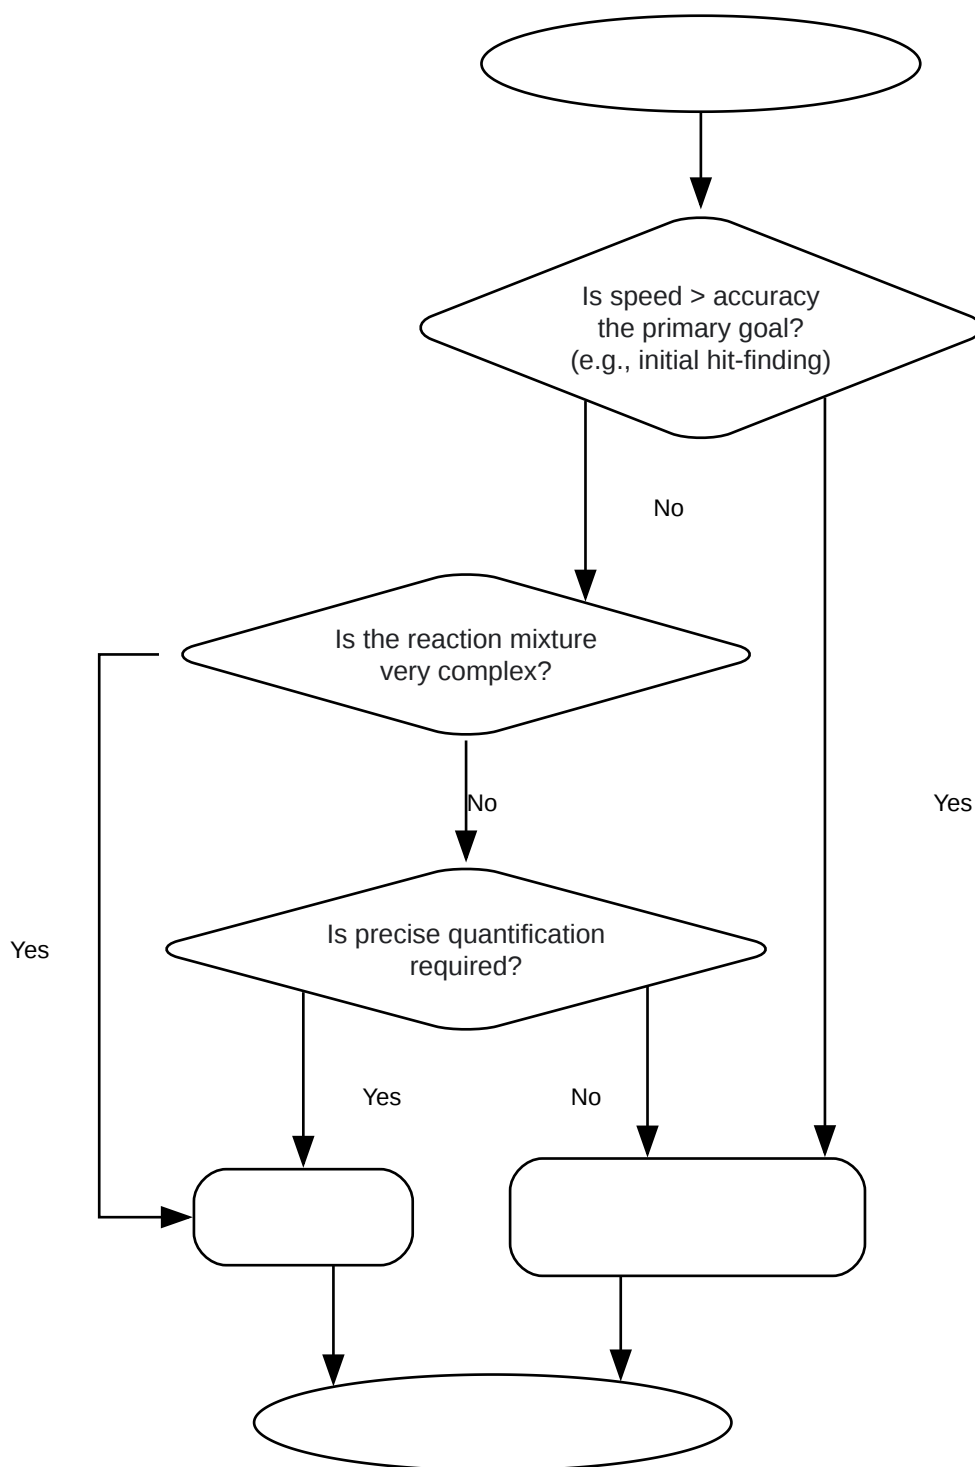 Is speed > accuracy
the primary goal?
(e.g., initial hit-finding)
No
Is the reaction mixture
very complex?
No
Yes
Is precise quantification
required?
Yes
Yes
No